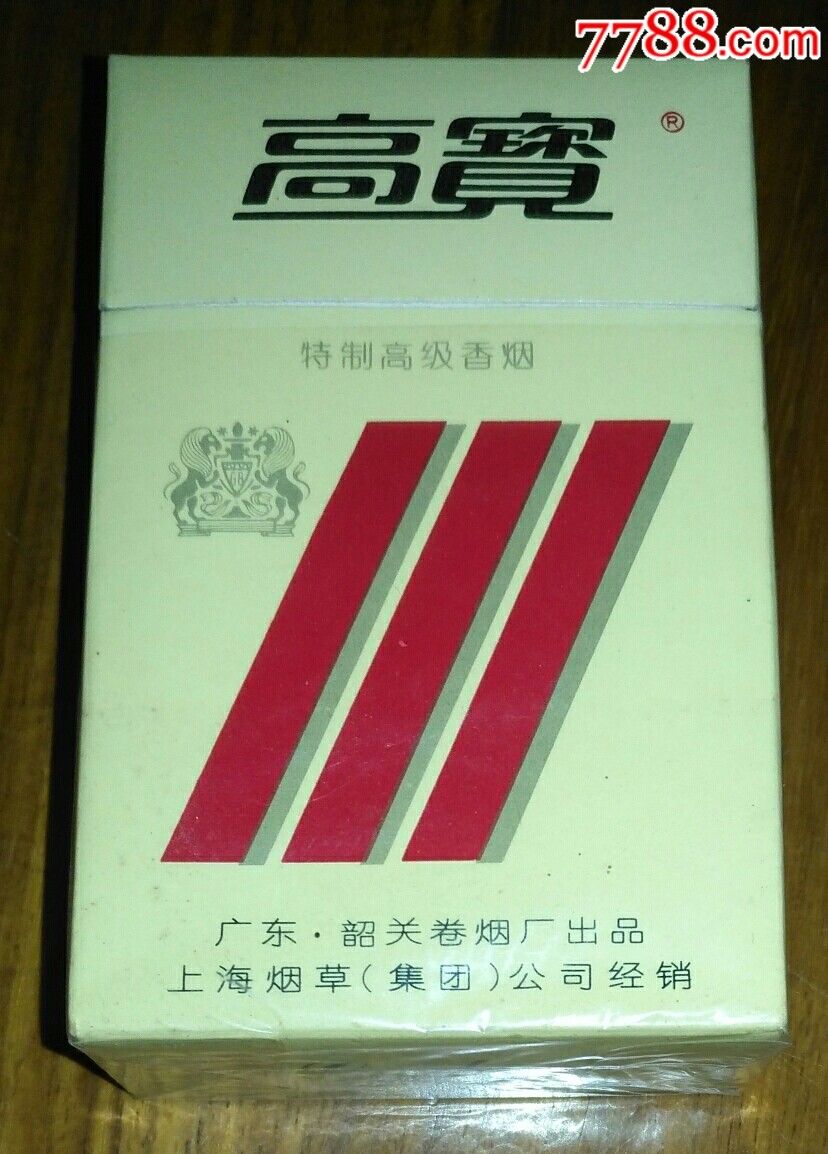 7788.com
高寳®
特制高级香烟
广东·韶关卷烟厂出品
上海烟草(集团)公司经销